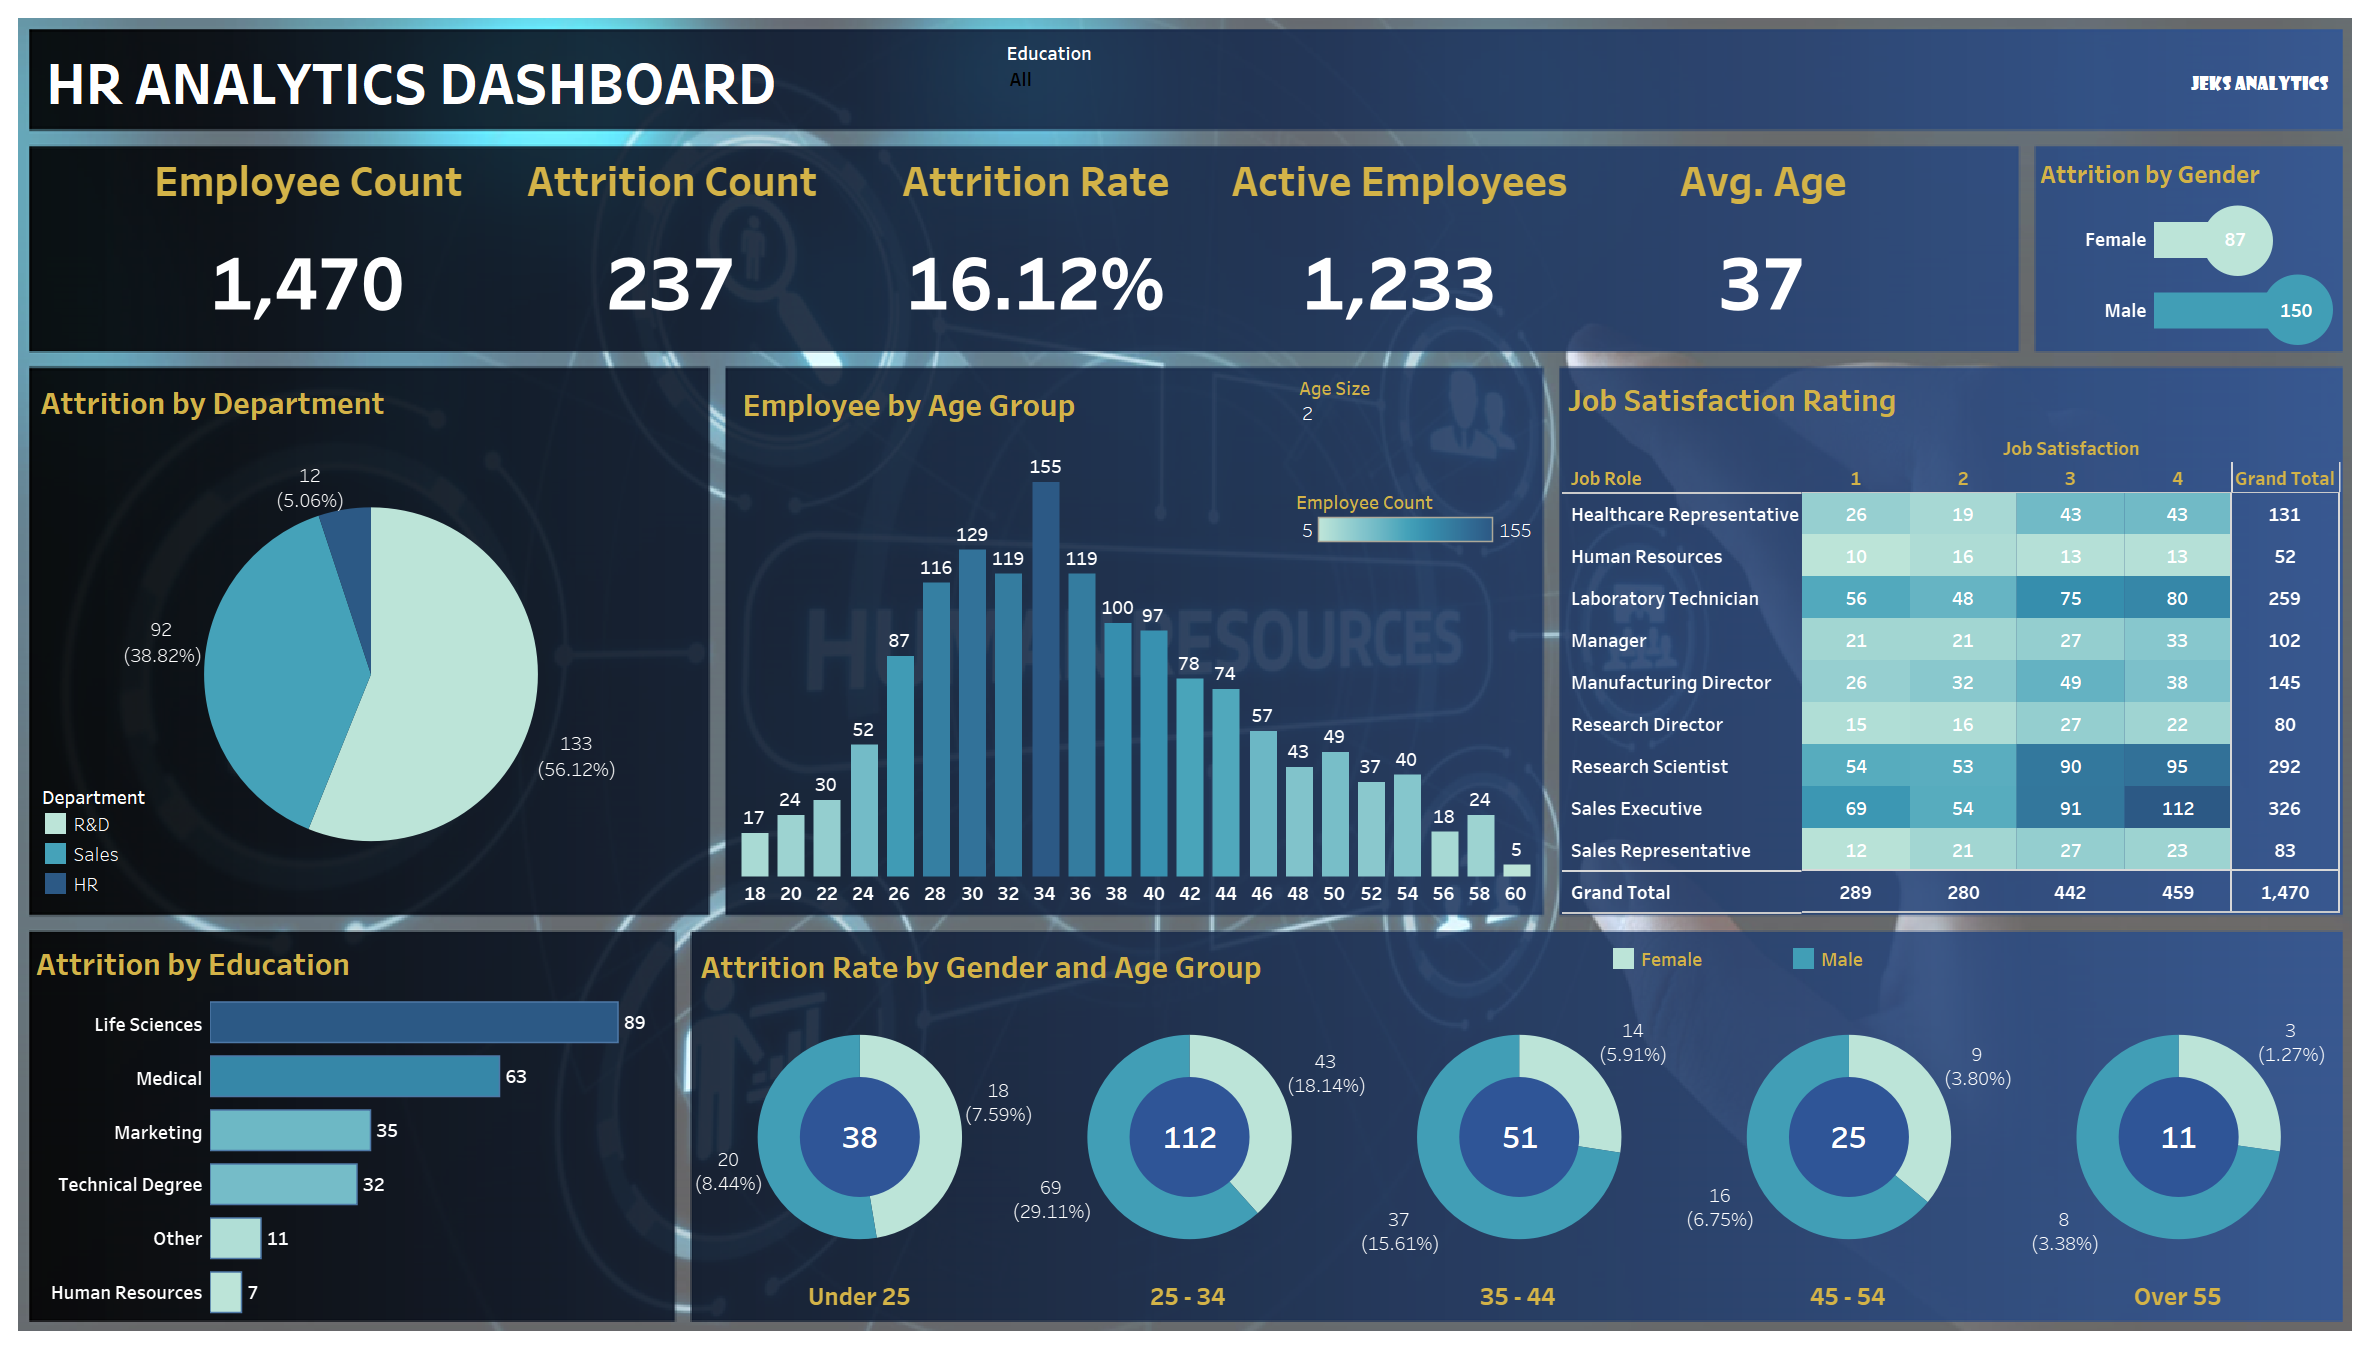 HR ANALYTICS DASHBOARD
Education
All
JEKS ANALYTICS
Employee Count
Attrition Count
Attrition Rate
Active Employees
Avg. Age
1,470
237
16.12%
1,233
37
Attrition by Gender
Female
87
Male
150
Attrition by Department
12
(5.06%)
92
(38.82%)
133
(56.12%)
Department
R&D
Sales
HR
Employee by Age Group
Age Size
2
Employee Count
5 155
17 24 30 52 87 116 129 119 155 119 100 97 78 74 57 43 49 37 40 18 24 5
18 20 22 24 26 28 30 32 34 36 38 40 42 44 46 48 50 52 54 56 58 60
HUMAN RESOURCES
Job Satisfaction Rating
Job Satisfaction
Job Role 1 2 3 4 Grand Total
Healthcare Representative 26 19 43 43 131
Human Resources 10 16 13 13 52
Laboratory Technician 56 48 75 80 259
Manager 21 21 27 33 102
Manufacturing Director 26 32 49 38 145
Research Director 15 16 27 22 80
Research Scientist 54 53 90 95 292
Sales Executive 69 54 91 112 326
Sales Representative 12 21 27 23 83
Grand Total 289 280 442 459 1,470
Attrition by Education
Life Sciences 89
Medical 63
Marketing 35
Technical Degree 32
Other 11
Human Resources 7
Attrition Rate by Gender and Age Group
Female
Male
18
(7.59%)
38
20
(8.44%)
Under 25
43
(18.14%)
112
69
(29.11%)
25 - 34
14
(5.91%)
51
37
(15.61%)
35 - 44
9
(3.80%)
25
16
(6.75%)
45 - 54
3
(1.27%)
11
8
(3.38%)
Over 55